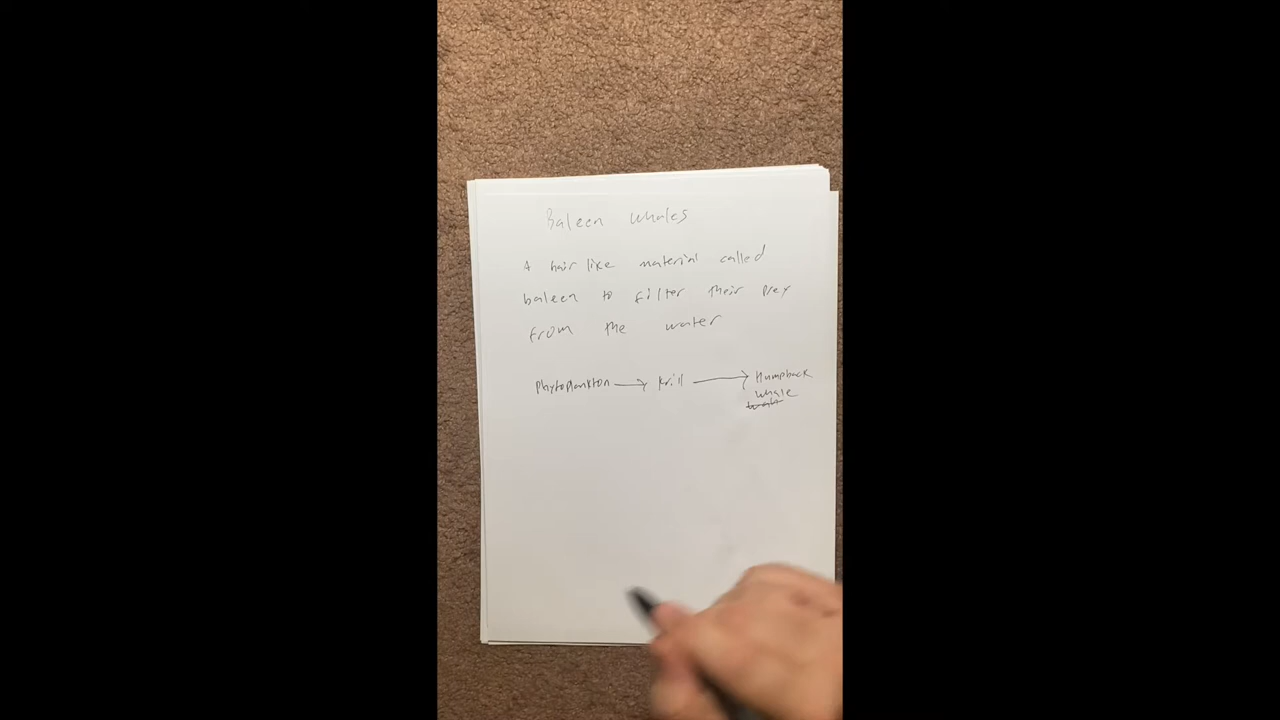 Baleen whales
A hair like material called
baleen to filter their prey
from the water
Phytoplankton → krill → Humpback
whale